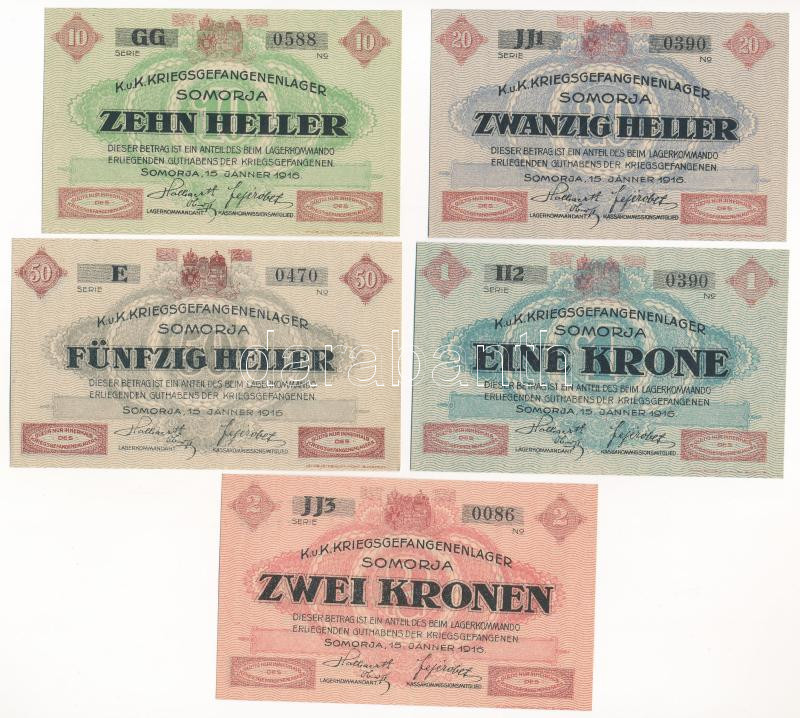 10 GG 0588 10
SERIE No
K.u.K. KRIEGSGEFANGENENLAGER
SOMORJA
ZEHN HELLER
DIESER BETRAG IST EIN ANTEIL DES BEIM LAGERKOMMANDO
ERLIEGENDEN GUTHABENS DER KRIEGSGEFANGENEN.
SOMORJA, 15 JÄNNER 1916.
LAGERKOMMANDANT. KASSAKOMMISSIONSMITGLIED
20 JJ1 0390 20
SERIE No
K.u.K. KRIEGSGEFANGENENLAGER
SOMORJA
ZWANZIG HELLER
DIESER BETRAG IST EIN ANTEIL DES BEIM LAGERKOMMANDO
ERLIEGENDEN GUTHABENS DER KRIEGSGEFANGENEN.
SOMORJA, 15. JÄNNER 1916.
LAGERKOMMANDANT. KASSAKOMMISSIONSMITGLIED
50 E 0470 50
SERIE No
K.u.K. KRIEGSGEFANGENENLAGER
SOMORJA
FÜNFZIG HELLER
DIESER BETRAG IST EIN ANTEIL DES BEIM LAGERKOMMANDO
ERLIEGENDEN GUTHABENS DER KRIEGSGEFANGENEN.
SOMORJA, 15 JÄNNER 1916
LAGERKOMMANDANT. KASSAKOMMISSIONSMITGLIED
1 H2 0390 1
SERIE No
K.u.K. KRIEGSGEFANGENENLAGER
SOMORJA
EINE KRONE
DIESER BETRAG IST EIN ANTEIL DES BEIM LAGERKOMMANDO
ERLIEGENDEN GUTHABENS DER KRIEGSGEFANGENEN.
SOMORJA, 15. JÄNNER 1916.
LAGERKOMMANDANT. KASSAKOMMISSIONSMITGLIED
2 JJ3 0086 2
SERIE No
K.u.K. KRIEGSGEFANGENENLAGER
SOMORJA
ZWEI KRONEN
DIESER BETRAG IST EIN ANTEIL DES BEIM LAGERKOMMANDO
ERLIEGENDEN GUTHABENS DER KRIEGSGEFANGENEN.
SOMORJA, 15. JÄNNER 1916.
LAGERKOMMANDANT. KASSAKOMMISSIONSMITGLIED